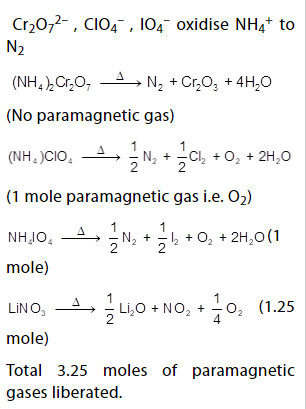 Cr₂O₇²⁻ , ClO₄⁻ , IO₄⁻ oxidise NH₄⁺ to
N₂
(NH₄)₂Cr₂O₇ —Δ→ N₂ + Cr₂O₃ + 4H₂O
(No paramagnetic gas)
(NH₄)ClO₄ —Δ→ 1/2 N₂ + 1/2 Cl₂ + O₂ + 2H₂O
(1 mole paramagnetic gas i.e. O₂)
NH₄IO₄ —Δ→ 1/2 N₂ + 1/2 I₂ + O₂ + 2H₂O (1
mole)
LiNO₃ —Δ→ 1/2 Li₂O + NO₂ + 1/4 O₂ (1.25
mole)
Total 3.25 moles of paramagnetic
gases liberated.